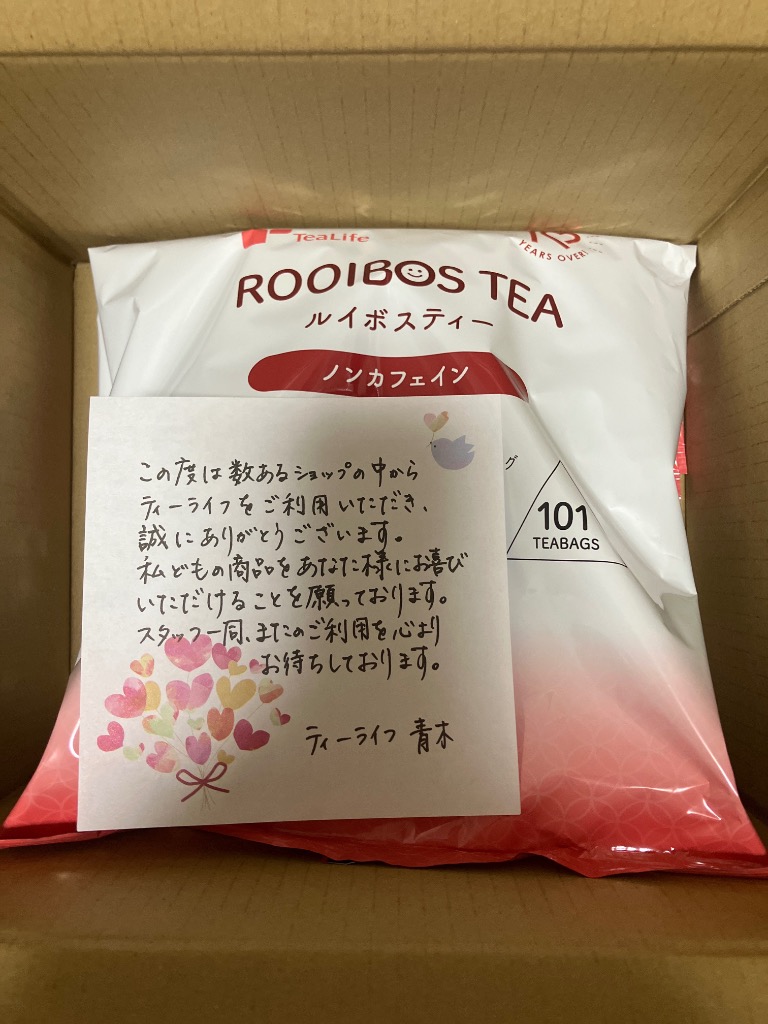 TeaLife
YEARS OVER!
ROOIBOS TEA
ルイボスティー
ノンカフェイン
グ
101
TEABAGS
この度は数あるショップの中から
ティーライフをご利用いただき、
誠にありがとうございます。
私どもの商品をあなた様にお喜び
いただけることを願っております。
スタッフ一同、またのご利用を心より
お待ちしております。
ティーライフ 青木